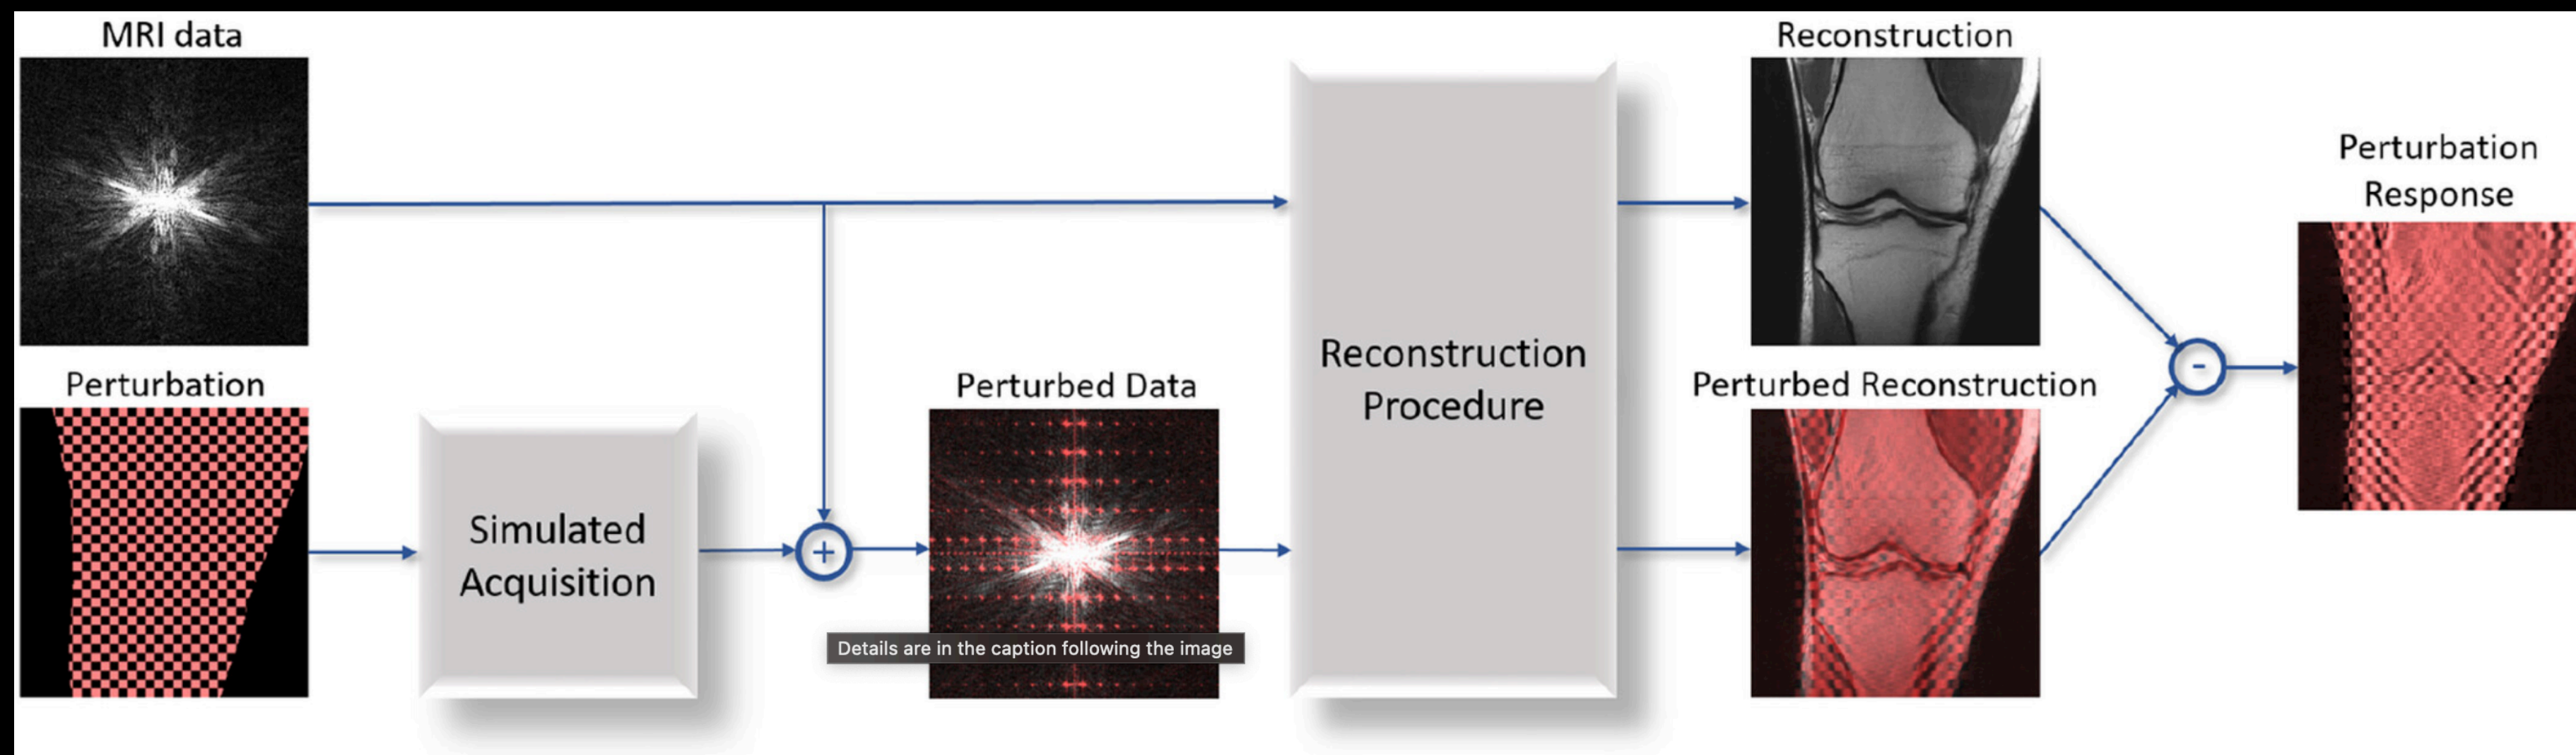 MRI data
Reconstruction
Perturbation
Response
Perturbation
Perturbed Data
Reconstruction
Procedure
Perturbed Reconstruction
-
Simulated
Acquisition
+
Details are in the caption following the image